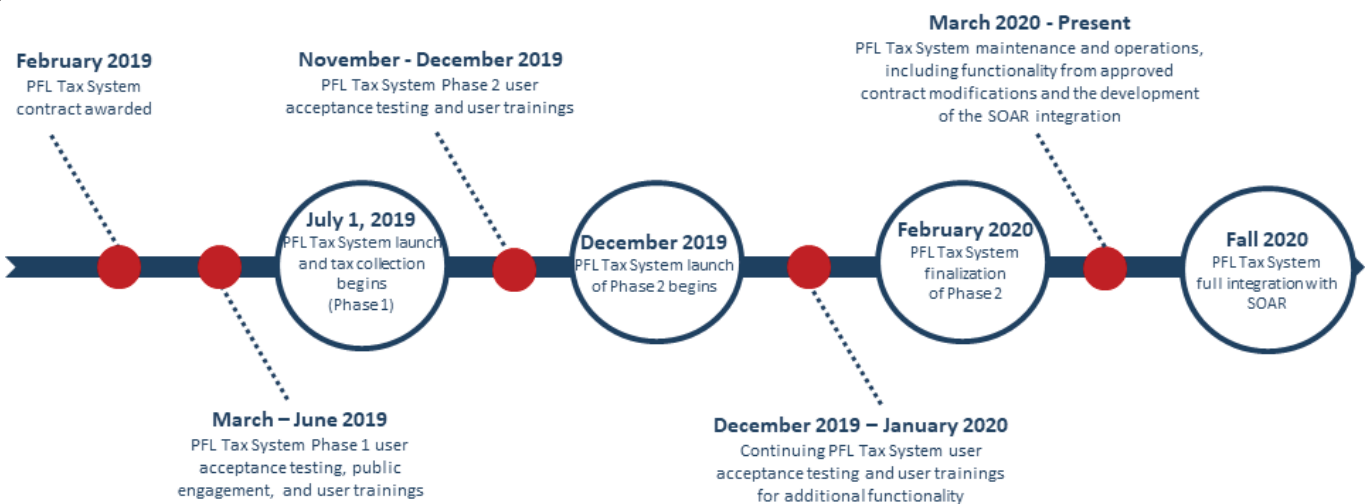 February 2019
PFL Tax System
contract awarded
March – June 2019
PFL Tax System Phase 1 user
acceptance testing, public
engagement, and user trainings
July 1, 2019
PFL Tax System launch
and tax collection
begins
(Phase 1)
November - December 2019
PFL Tax System Phase 2 user
acceptance testing and user trainings
December 2019
PFL Tax System launch
of Phase 2 begins
December 2019 – January 2020
Continuing PFL Tax System user
acceptance testing and user trainings
for additional functionality
February 2020
PFL Tax System
finalization
of Phase 2
March 2020 - Present
PFL Tax System maintenance and operations,
including functionality from approved
contract modifications and the development
of the SOAR integration
Fall 2020
PFL Tax System
full integration with
SOAR